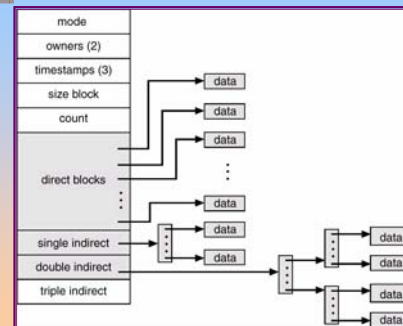 mode
owners (2)
timestamps (3)
size block
count
direct blocks
single indirect
double indirect
triple indirect
data
data
data
data
data
data
data
data
data
data